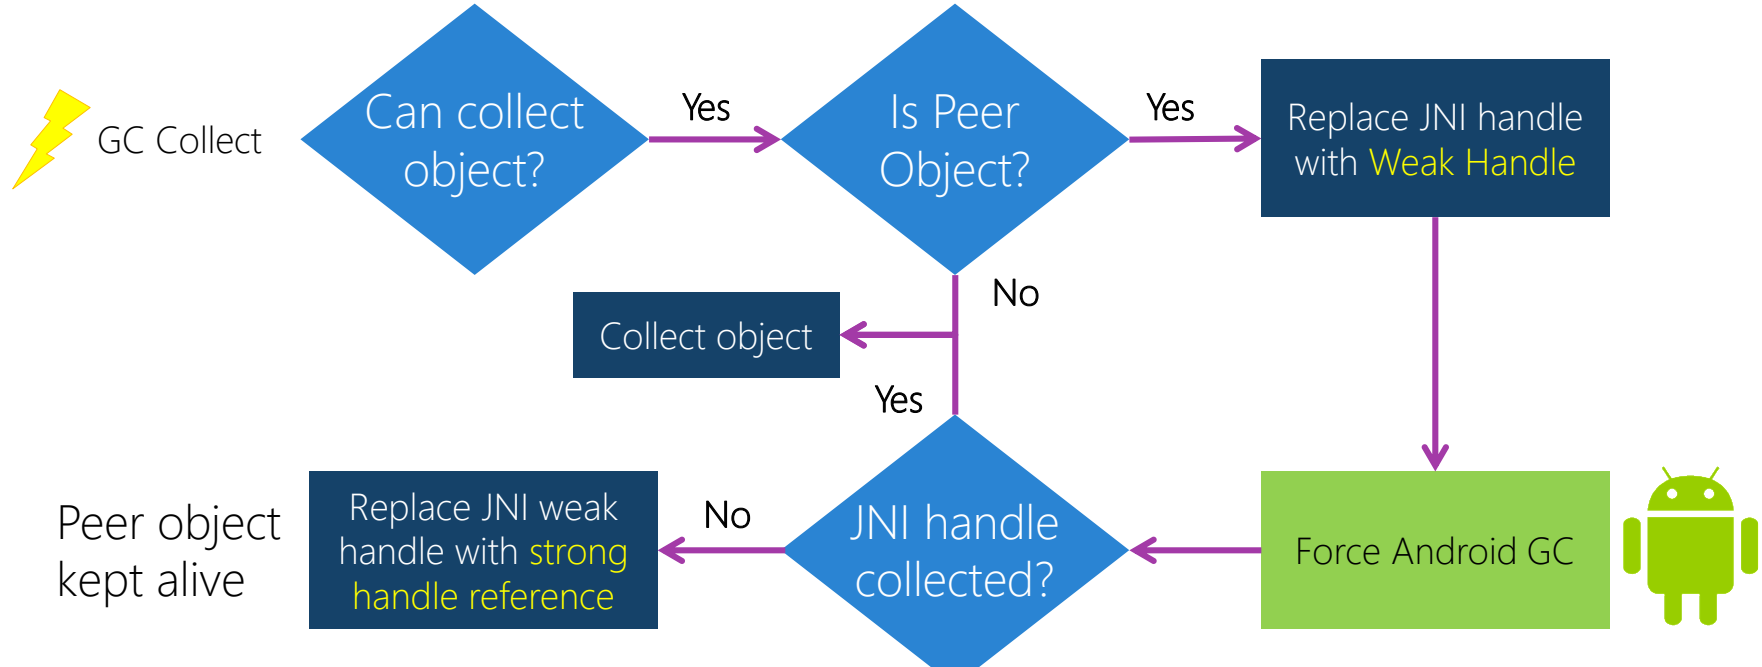 GC Collect
Can collect
object?
Yes
Is Peer
Object?
Yes
Replace JNI handle
with Weak Handle
No
Collect object
Yes
Peer object
kept alive
Replace JNI weak
handle with strong
handle reference
No
JNI handle
collected?
Force Android GC